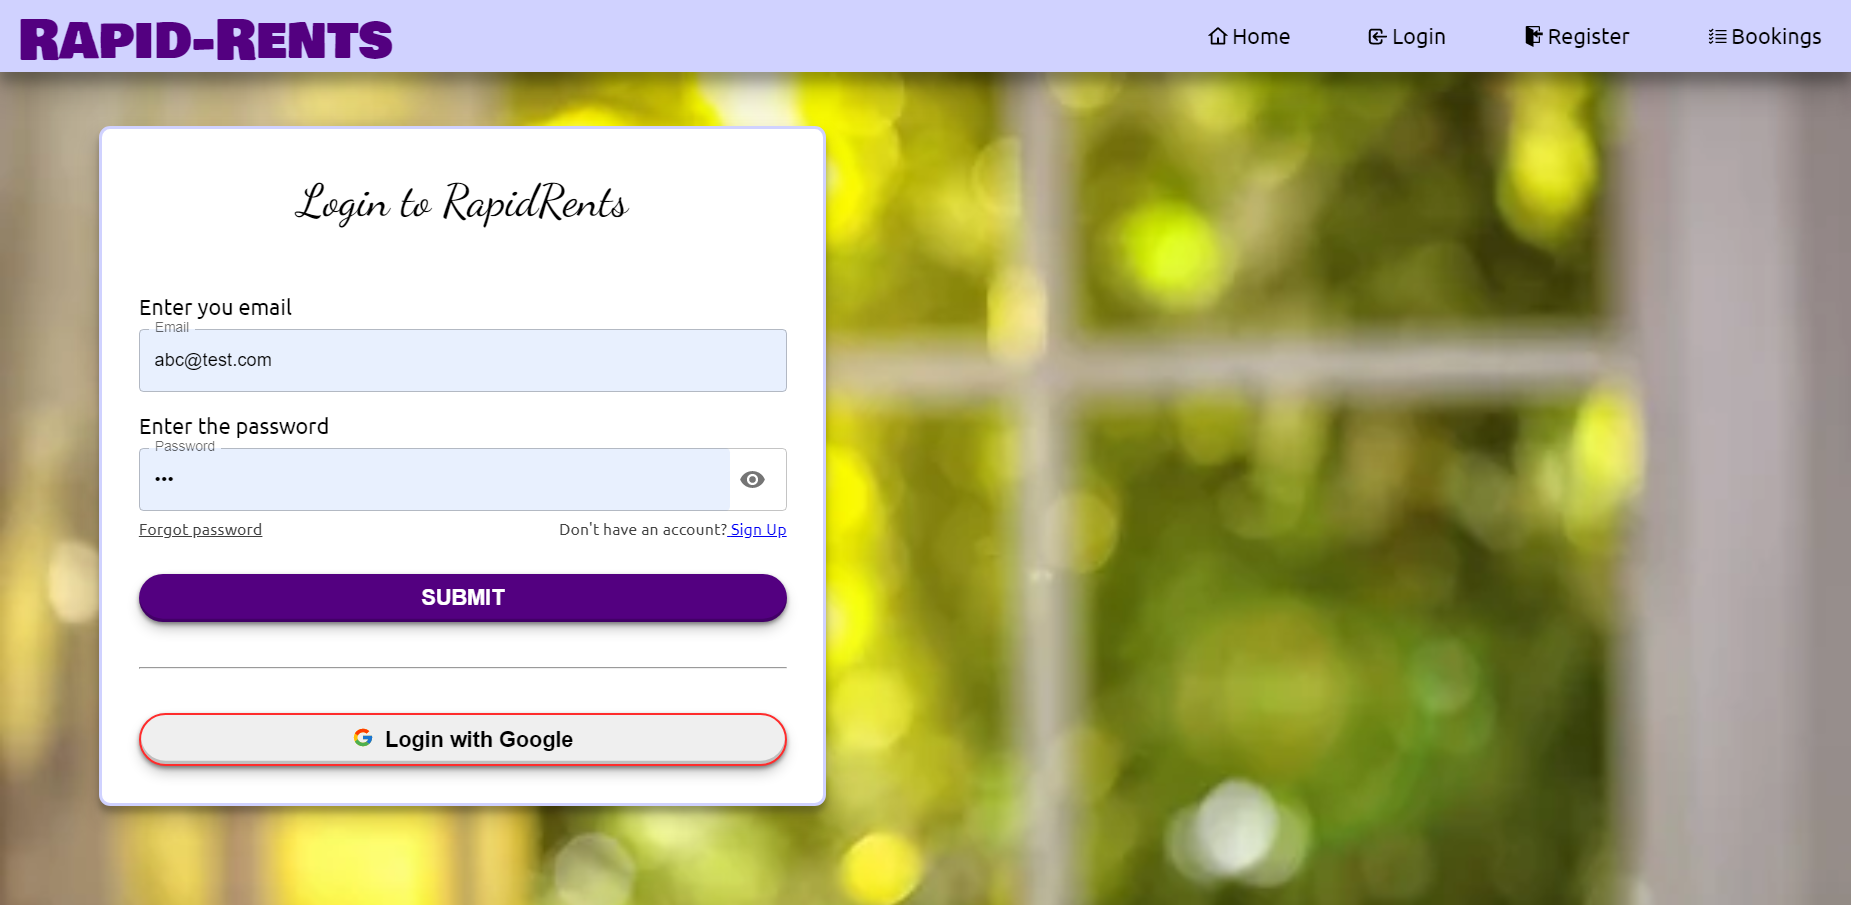 RAPID-RENTS
Home Login Register Bookings
Login to RapidRents
Enter you email
Email
abc@test.com
Enter the password
Password
•••
Forgot password Don't have an account? Sign Up
SUBMIT
Login with Google